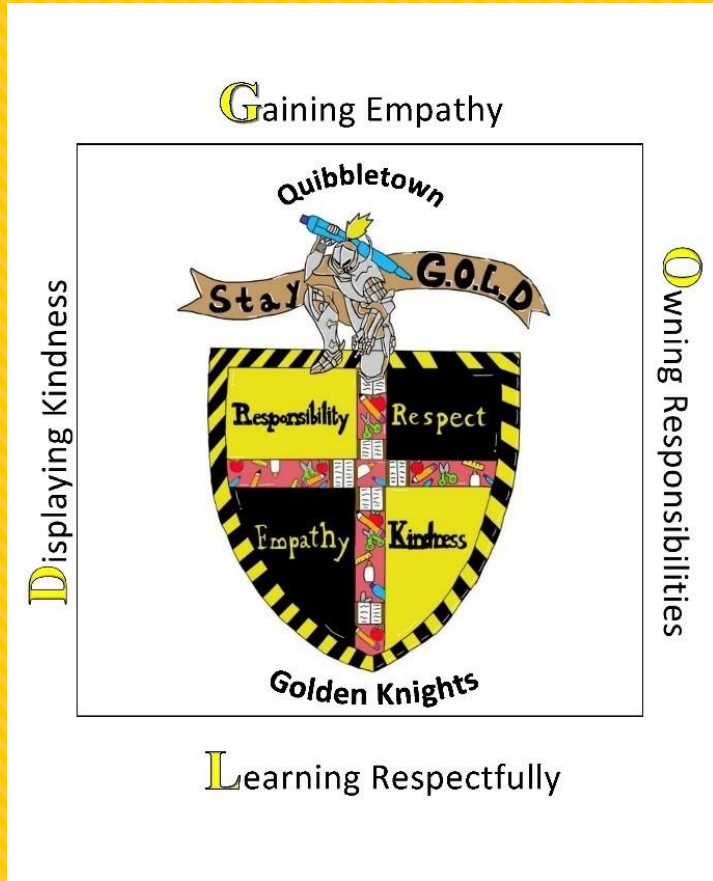 Gaining Empathy
Quibbletown
Stay G.O.L.D
Responsibility Respect
Empathy Kindness
Golden Knights
Owning Responsibilities
Learning Respectfully
Displaying Kindness